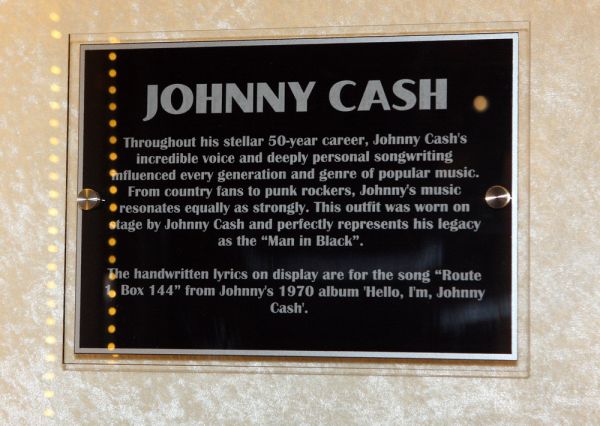 JOHNNY CASH
Throughout his stellar 50-year career, Johnny Cash's
incredible voice and deeply personal songwriting
influenced every generation and genre of popular music.
From country fans to punk rockers, Johnny's music
resonates equally as strongly. This outfit was worn on
stage by Johnny Cash and perfectly represents his legacy
as the “Man in Black”.
The handwritten lyrics on display are for the song “Route
1, Box 144” from Johnny's 1970 album 'Hello, I'm, Johnny
Cash'.